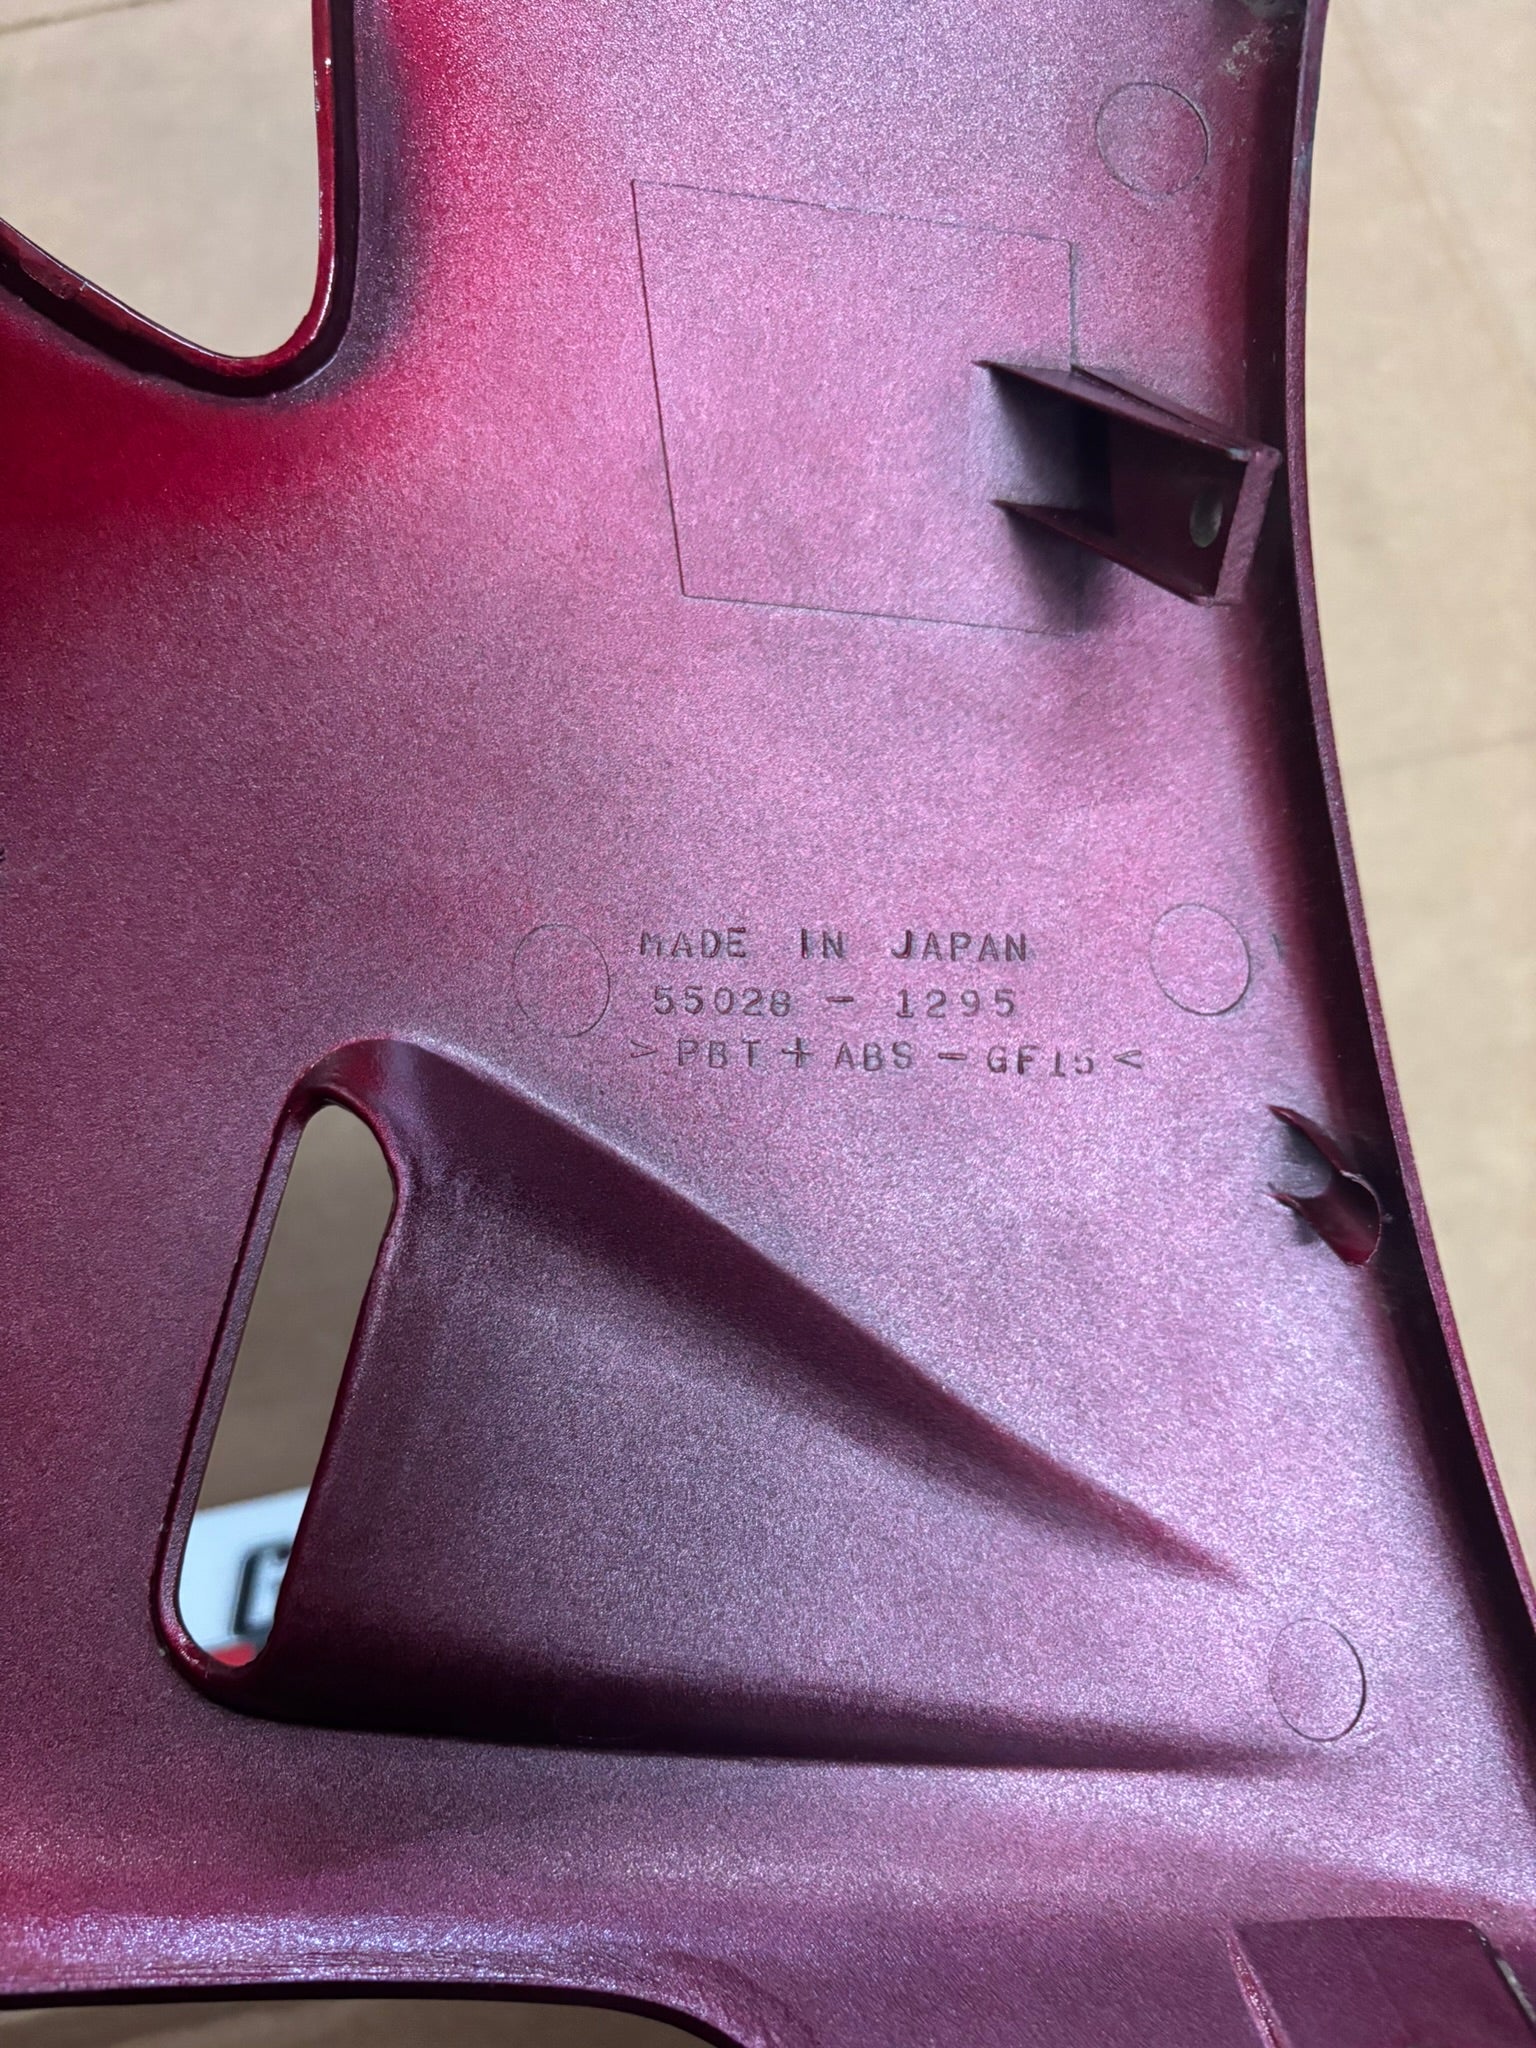 MADE IN JAPAN
55028 - 1295
>PBT+ABS-GF15<